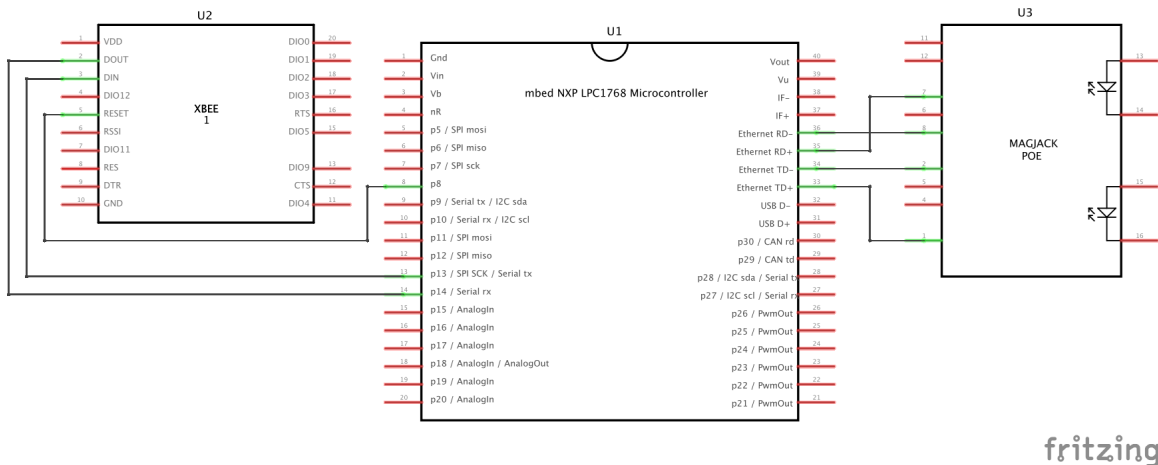 U2
1 VDD
2 DOUT
3 DIN
4 DIO12
5 RESET
6 RSSI
7 DIO11
8 RES
9 DTR
10 GND
XBEE
1
DIO0 20
DIO1 19
DIO2 18
DIO3 17
RTS 16
DIO5 15
DIO9 13
CTS 12
DIO4 11
U1
mbed NXP LPC1768 Microcontroller
1 Gnd
2 Vin
3 Vb
4 nR
5 p5 / SPI mosi
6 p6 / SPI miso
7 p7 / SPI sck
8 p8
9 p9 / Serial tx / I2C sda
10 p10 / Serial rx / I2C scl
11 p11 / SPI mosi
12 p12 / SPI miso
13 p13 / SPI SCK / Serial tx
14 p14 / Serial rx
15 p15 / AnalogIn
16 p16 / AnalogIn
17 p17 / AnalogIn
18 p18 / AnalogIn / AnalogOut
19 p19 / AnalogIn
20 p20 / AnalogIn
Vout 40
Vu 39
IF- 38
IF+ 37
Ethernet RD- 36
Ethernet RD+ 35
Ethernet TD- 34
Ethernet TD+ 33
USB D- 32
USB D+ 31
p30 / CAN rd 30
p29 / CAN td 29
p28 / I2C sda / Serial tx 28
p27 / I2C scl / Serial rx 27
p26 / PwmOut 26
p25 / PwmOut 25
p24 / PwmOut 24
p23 / PwmOut 23
p22 / PwmOut 22
p21 / PwmOut 21
U3
11
12
7
6
8
2
5
4
1
MAGJACK
POE
13
14
15
16
fritzing